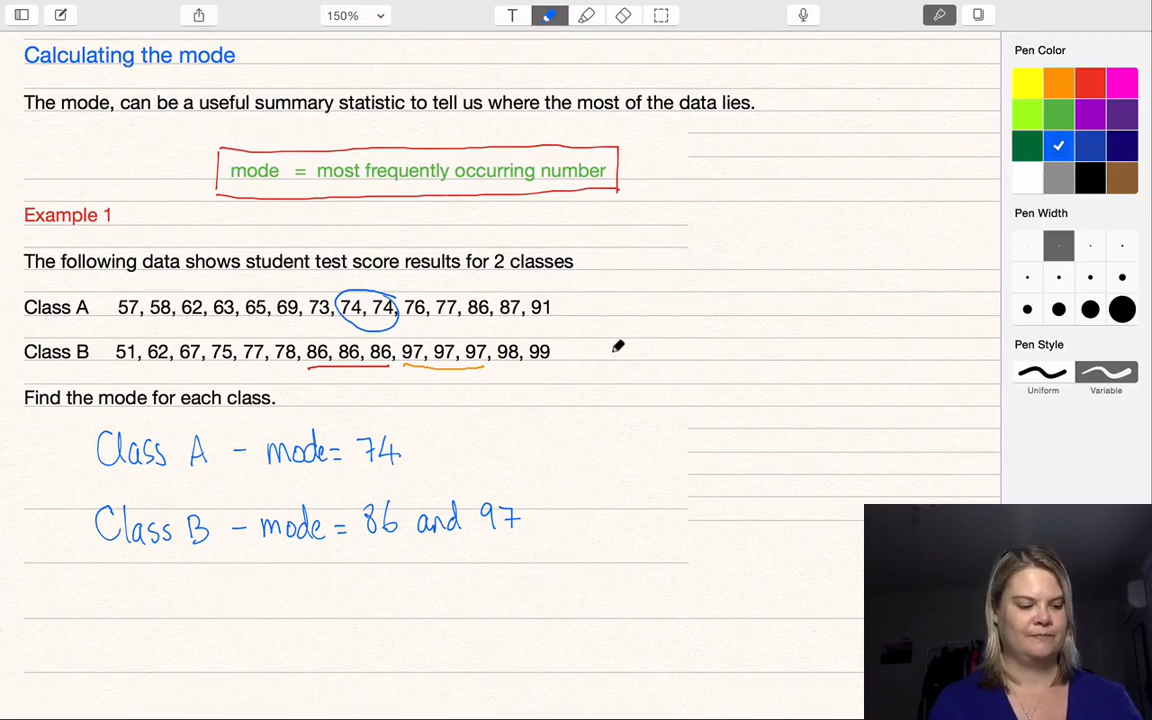 150%
T
Calculating the mode
The mode, can be a useful summary statistic to tell us where the most of the data lies.
mode = most frequently occurring number
Example 1
The following data shows student test score results for 2 classes
Class A 57, 58, 62, 63, 65, 69, 73, 74, 74, 76, 77, 86, 87, 91
Class B 51, 62, 67, 75, 77, 78, 86, 86, 86, 97, 97, 97, 98, 99
Find the mode for each class.
Class A - mode= 74
Class B - mode = 86 and 97
Pen Color
Pen Width
Pen Style
Uniform Variable